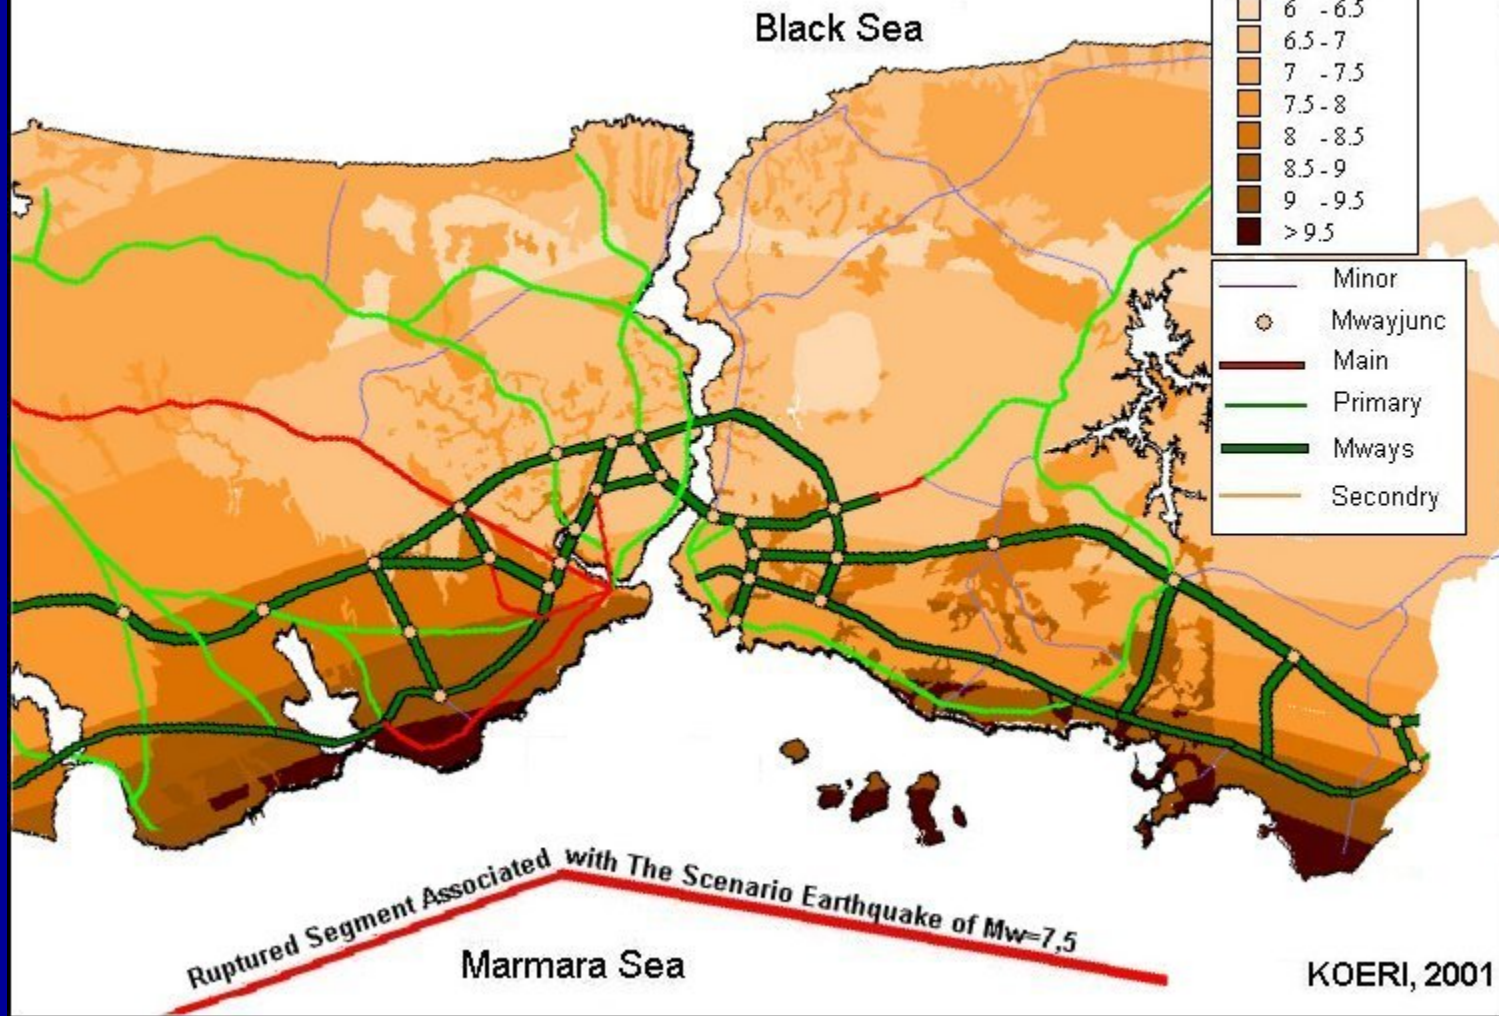 Black Sea
6 - 6.5
6.5 - 7
7 - 7.5
7.5 - 8
8 - 8.5
8.5 - 9
9 - 9.5
> 9.5
Minor
Mwayjunc
Main
Primary
Mways
Secondry
Ruptured Segment Associated with The Scenario Earthquake of Mw=7,5
Marmara Sea
KOERI, 2001